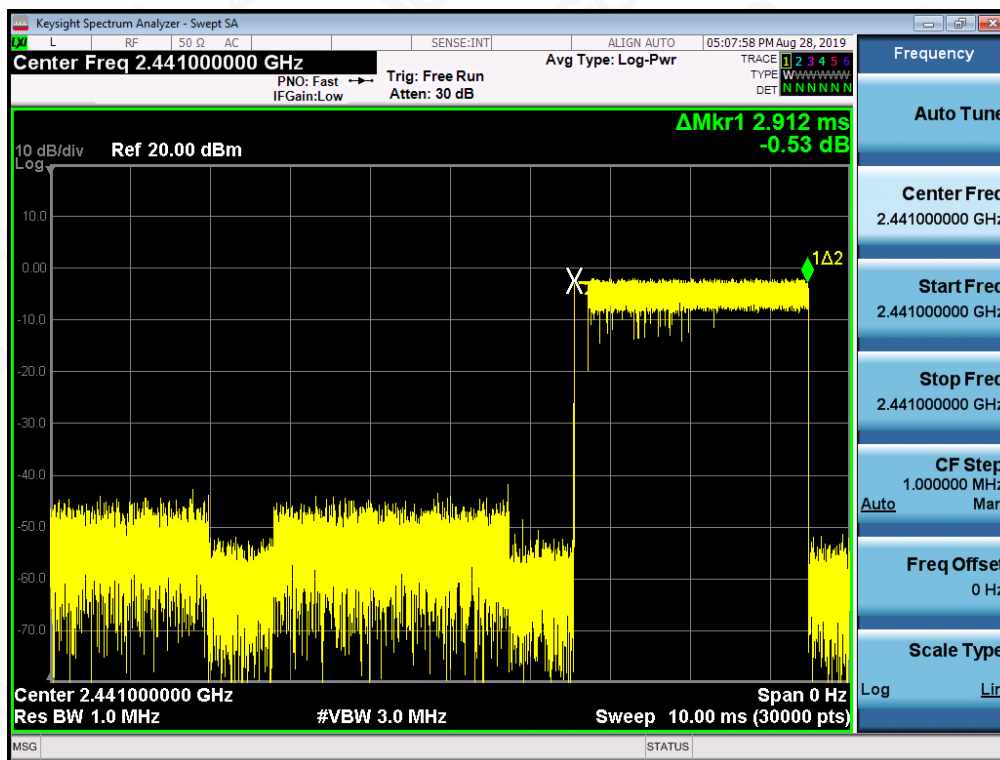 Keysight Spectrum Analyzer - Swept SA
LXI L RF 50 Ω AC SENSE:INT ALIGN AUTO 05:07:58 PM Aug 28, 2019
Center Freq 2.441000000 GHz
PNO: Fast
IFGain:Low
Trig: Free Run
Atten: 30 dB
Avg Type: Log-Pwr
TRACE 1 2 3 4 5 6
TYPE W
DET N N N N N N
ΔMkr1 2.912 ms
-0.53 dB
10 dB/div Ref 20.00 dBm
Log
10.0
0.00
-10.0
-20.0
-30.0
-40.0
-50.0
-60.0
-70.0
1Δ2
Center 2.441000000 GHz Span 0 Hz
Res BW 1.0 MHz #VBW 3.0 MHz Sweep 10.00 ms (30000 pts)
MSG STATUS
Frequency
Auto Tune
Center Freq
2.441000000 GHz
Start Freq
2.441000000 GHz
Stop Freq
2.441000000 GHz
CF Step
1.000000 MHz
Auto Man
Freq Offset
0 Hz
Scale Type
Log Lin